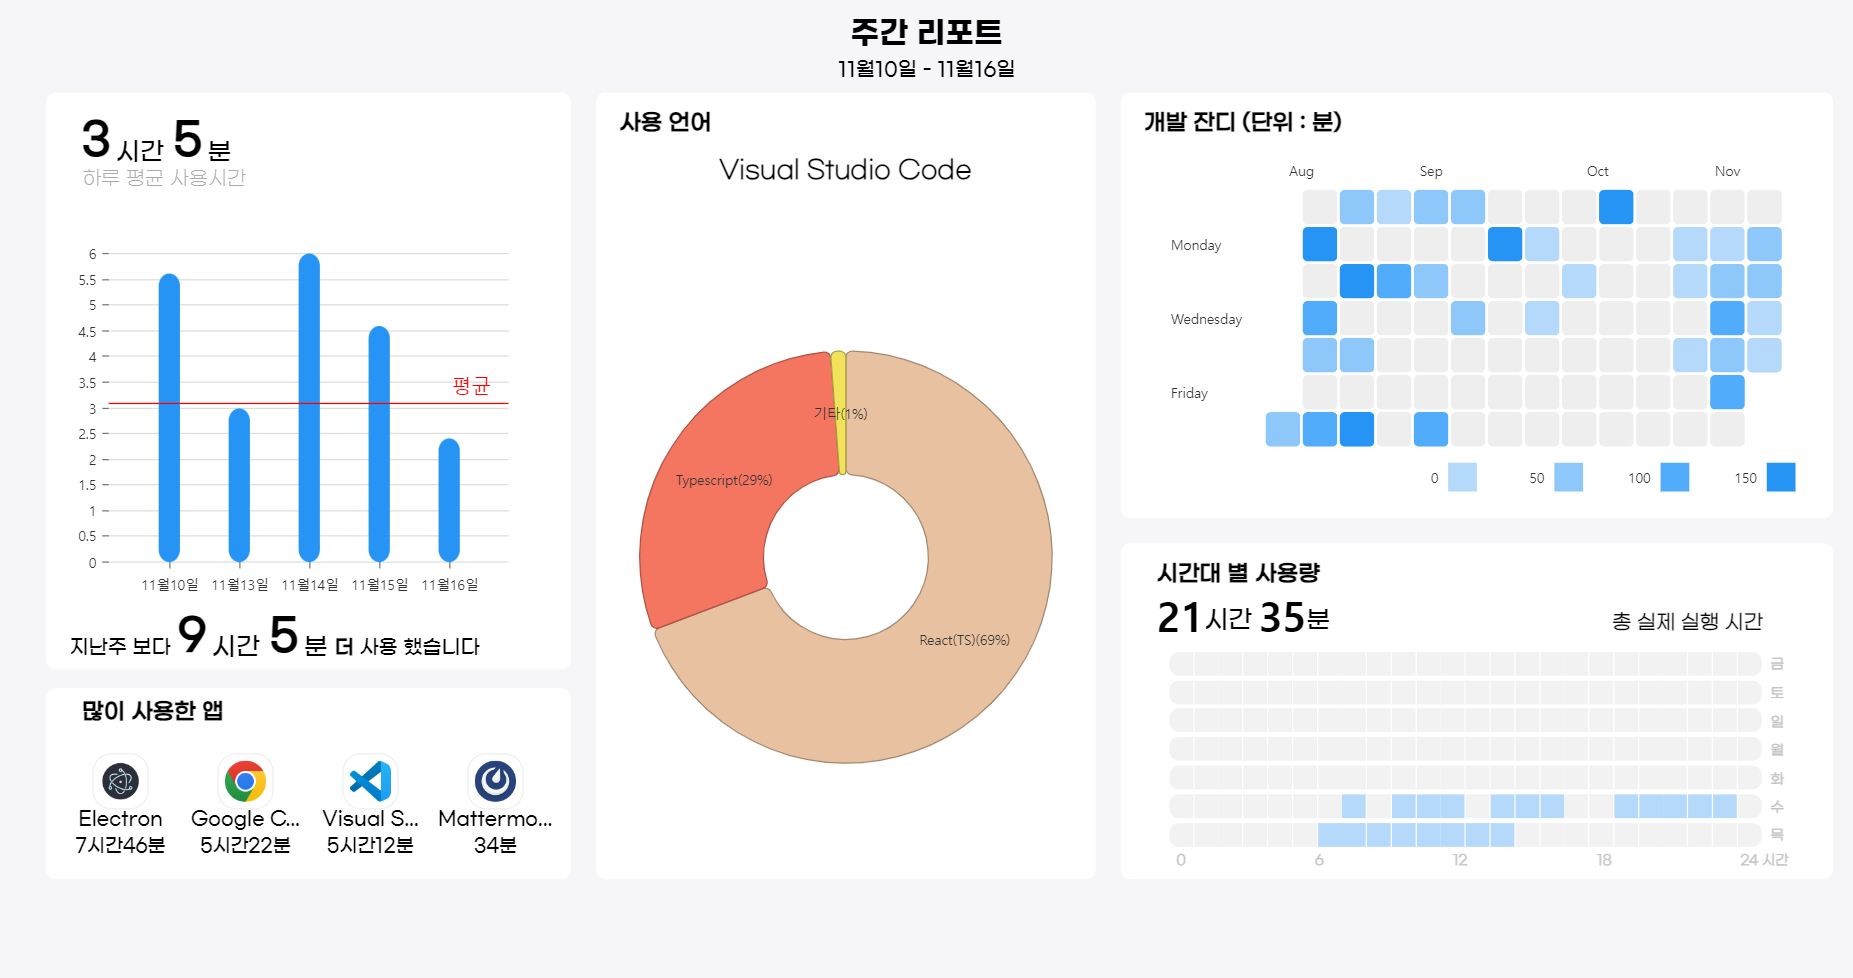 주간 리포트
11월10일 - 11월16일
3 시간 5 분
하루 평균 사용시간
6
5.5
5
4.5
4
3.5
3
2.5
2
1.5
1
0.5
0
평균
11월10일 11월13일 11월14일 11월15일 11월16일
지난주 보다 9 시간 5 분 더 사용 했습니다
많이 사용한 앱
Electron Google C... Visual S... Mattermo...
7시간46분 5시간22분 5시간12분 34분
사용 언어
Visual Studio Code
기타(1%)
Typescript(29%)
React(TS)(69%)
개발 잔디 (단위 : 분)
Aug Sep Oct Nov
Monday
Wednesday
Friday
0 50 100 150
시간대 별 사용량
21시간 35분 총 실제 실행 시간
금
토
일
월
화
수
목
0 6 12 18 24 시간